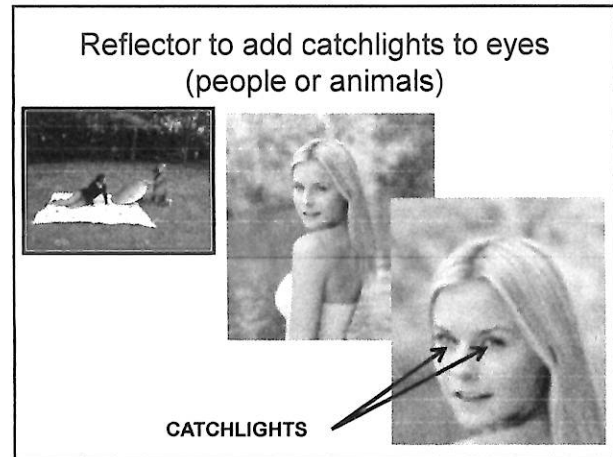 Reflector to add catchlights to eyes
(people or animals)
CATCHLIGHTS